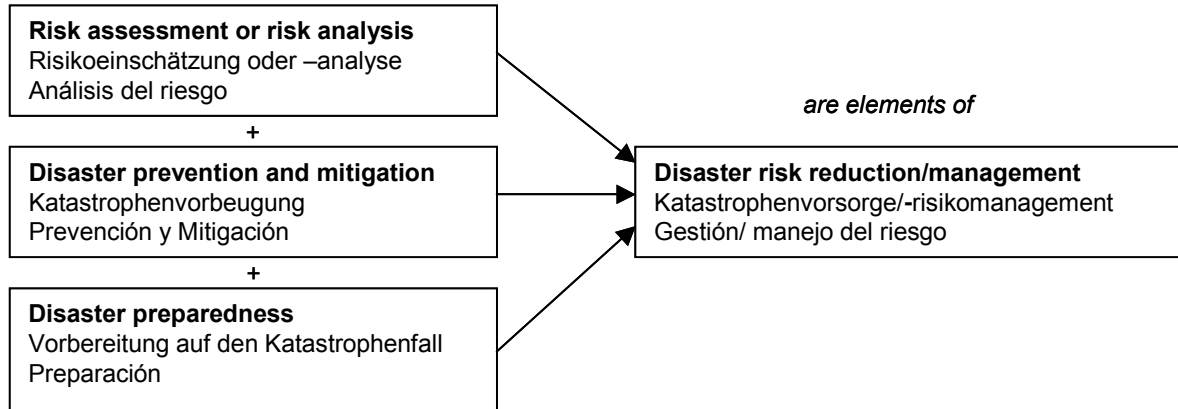 Risk assessment or risk analysis
Risikoeinschätzung oder –analyse
Análisis del riesgo
+
Disaster prevention and mitigation
Katastrophenvorbeugung
Prevención y Mitigación
+
Disaster preparedness
Vorbereitung auf den Katastrophenfall
Preparación
are elements of
Disaster risk reduction/management
Katastrophenvorsorge/-risikomanagement
Gestión/ manejo del riesgo